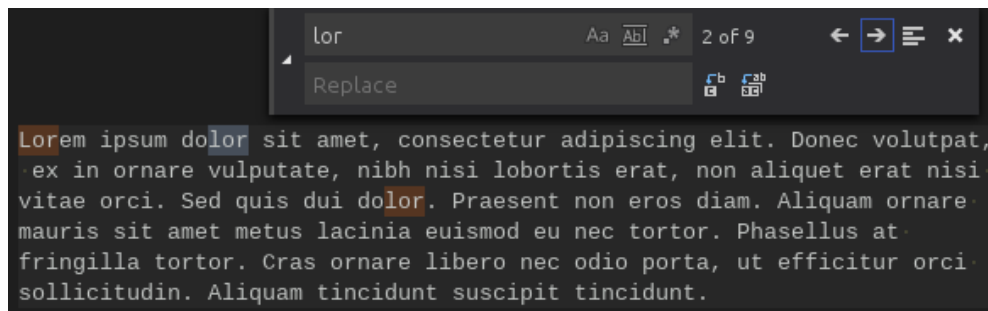 lor Aa Abl .* 2 of 9
Replace
Lorem ipsum dolor sit amet, consectetur adipiscing elit. Donec volutpat,
ex in ornare vulputate, nibh nisi lobortis erat, non aliquet erat nisi
vitae orci. Sed quis dui dolor. Praesent non eros diam. Aliquam ornare
mauris sit amet metus lacinia euismod eu nec tortor. Phasellus at
fringilla tortor. Cras ornare libero nec odio porta, ut efficitur orci
sollicitudin. Aliquam tincidunt suscipit tincidunt.